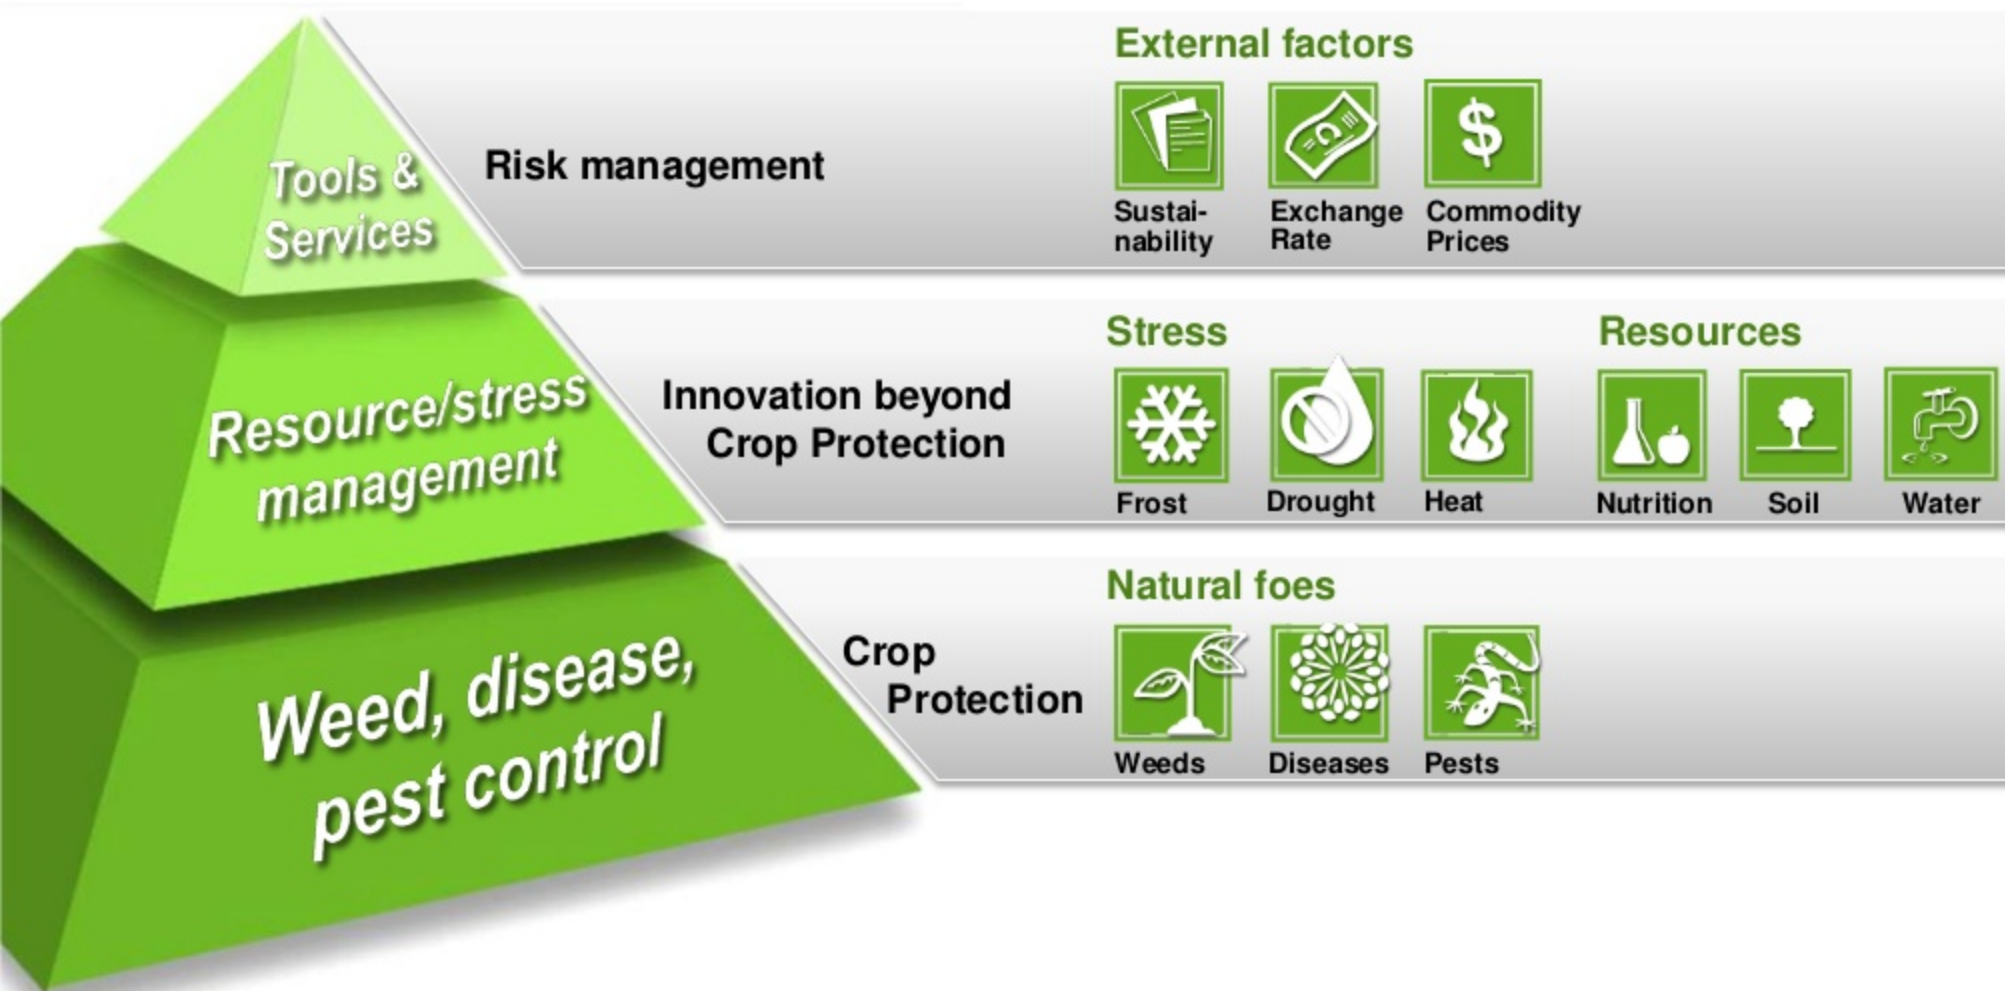 Tools &
Services
Risk management
External factors
Sustai-
nability
Exchange
Rate
Commodity
Prices
Resource/stress
management
Innovation beyond
Crop Protection
Stress
Frost
Drought
Heat
Resources
Nutrition
Soil
Water
Weed, disease,
pest control
Crop
Protection
Natural foes
Weeds
Diseases
Pests